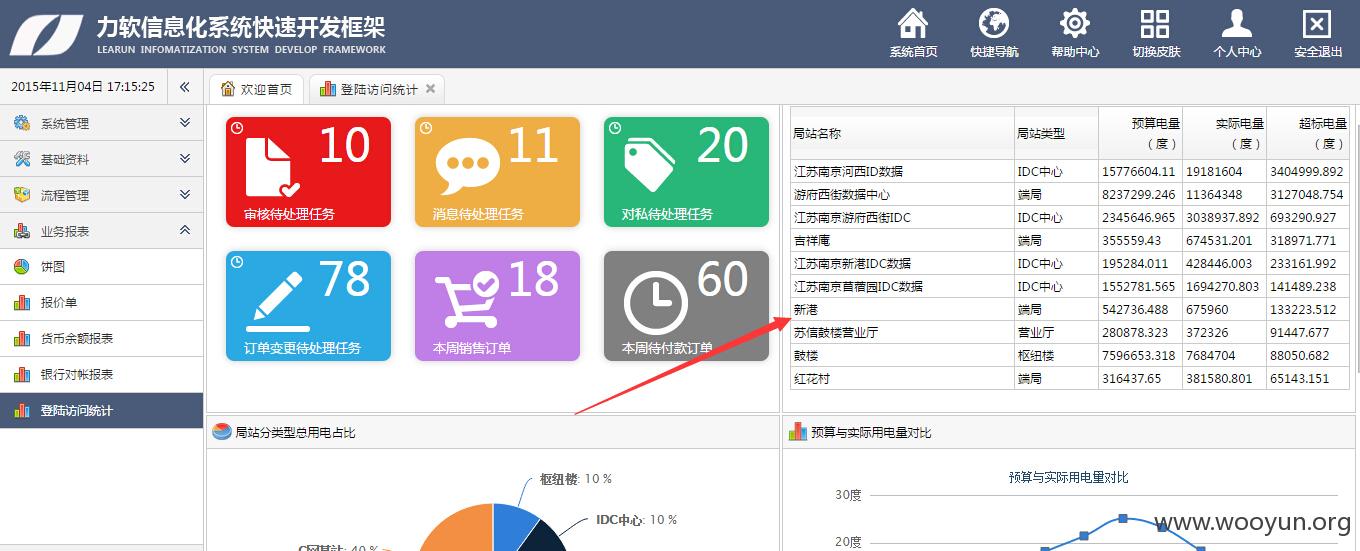 力软信息化系统快速开发框架
LEARUN INFOMATIZATION SYSTEM DEVELOP FRAMEWORK
系统首页
快捷导航
帮助中心
切换皮肤
个人中心
安全退出
2015年11月04日 17:15:25
欢迎首页
登陆访问统计
系统管理
基础资料
流程管理
业务报表
饼图
报价单
货币余额报表
银行对帐报表
登陆访问统计
10
审核待处理任务
11
消息待处理任务
20
对私待处理任务
78
订单变更待处理任务
18
本周销售订单
60
本周待付款订单
局站名称 局站类型 预算电量（度） 实际电量（度） 超标电量（度）
江苏南京河西ID数据 IDC中心 15776604.11 19181604 3404999.892
游府西街数据中心 端局 8237299.246 11364348 3127048.754
江苏南京游府西街IDC IDC中心 2345646.965 3038937.892 693290.927
吉祥庵 端局 355559.43 674531.201 318971.771
江苏南京新港IDC数据 IDC中心 195284.011 428446.003 233161.992
江苏南京苜蓿园IDC数据 IDC中心 1552781.565 1694270.803 141489.238
新港 端局 542736.488 675960 133223.512
苏信鼓楼营业厅 营业厅 280878.323 372326 91447.677
鼓楼 枢纽楼 7596653.318 7684704 88050.682
红花村 端局 316437.65 381580.801 65143.151
局站分类型总用电占比
枢纽楼: 10 %
IDC中心: 10 %
C网基站: 40 %
预算与实际用电量对比
预算与实际用电量对比
30度
20度
www.wooyun.org